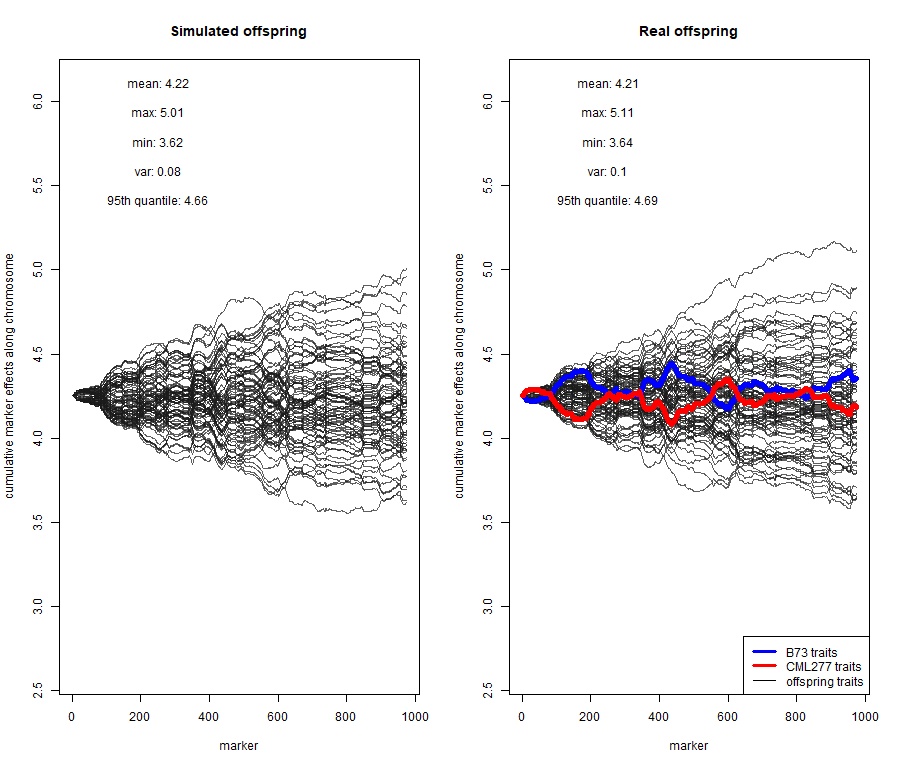 Simulated offspring
mean: 4.22
max: 5.01
min: 3.62
var: 0.08
95th quantile: 4.66
cumulative marker effects along chromosome
6.0
5.5
5.0
4.5
4.0
3.5
3.0
2.5
0 200 400 600 800 1000
marker
Real offspring
mean: 4.21
max: 5.11
min: 3.64
var: 0.1
95th quantile: 4.69
cumulative marker effects along chromosome
6.0
5.5
5.0
4.5
4.0
3.5
3.0
2.5
B73 traits
CML277 traits
offspring traits
0 200 400 600 800 1000
marker